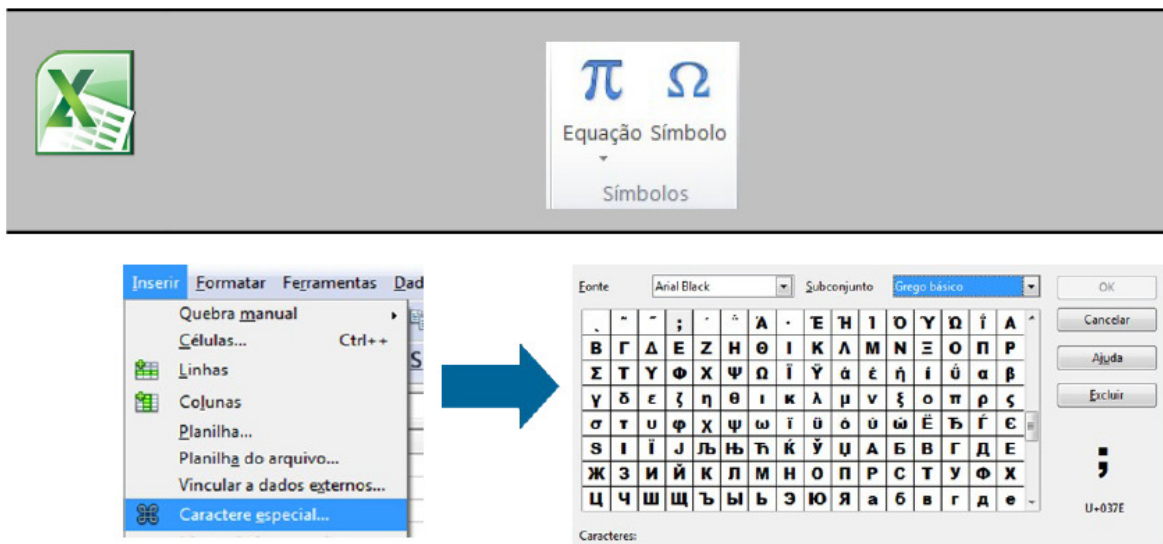 π Ω
Equação Símbolo
Símbolos
Inserir Formatar Ferramentas Dad
Quebra manual
Células... Ctrl++
Linhas
Colunas
Planilha...
Planilha do arquivo...
Vincular a dados externos...
Caractere especial...
Fonte Arial Black Subconjunto Grego básico
OK
Cancelar
Ajuda
Excluir
Β Γ Δ Ε Ζ Η Θ Ι Κ Λ Μ Ν Ξ Ο Π Ρ
Σ Τ Υ Φ Χ Ψ Ω Ϊ Ϋ ά έ ή ί ΰ α β
γ δ ε ζ η θ ι κ λ μ ν ξ ο π ρ ς
σ τ υ φ χ ψ ω ϊ ϋ ό ύ ώ Ё Ђ Ѓ Є
Ѕ І Ї Ј Љ Њ Ћ Ќ Ў Џ А Б В Г Д Е
Ж З И Й К Л М Н О П Р С Т У Ф Х
Ц Ч Ш Щ Ъ Ы Ь Э Ю Я а б в г д е
;
U+037E
Caracteres: